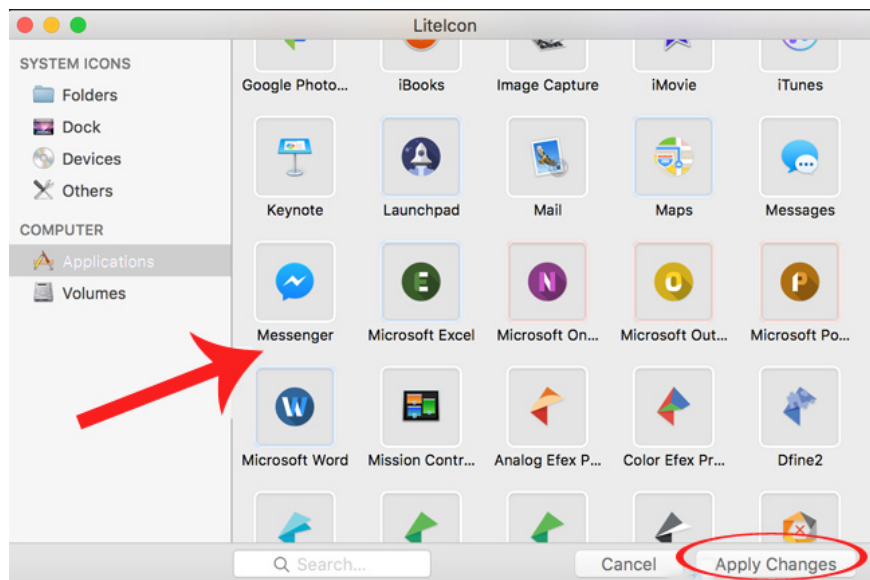 LiteIcon
SYSTEM ICONS
Folders
Dock
Devices
Others
COMPUTER
Applications
Volumes
Google Photo...
iBooks
Image Capture
iMovie
iTunes
Keynote
Launchpad
Mail
Maps
Messages
E
N
O
P
Messenger
Microsoft Excel
Microsoft On...
Microsoft Out...
Microsoft Po...
W
Microsoft Word
Mission Contr...
Analog Efex P...
Color Efex Pr...
Dfine2
Search...
Cancel
Apply Changes